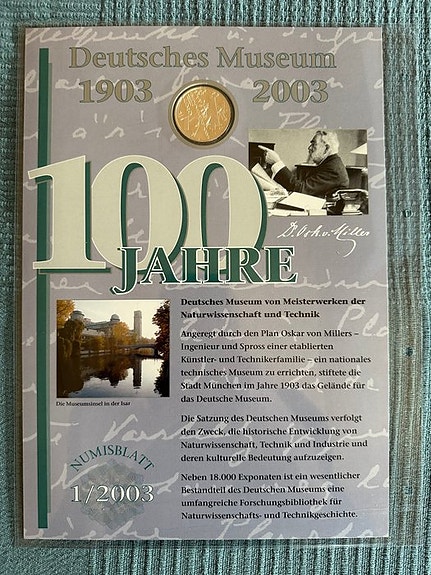 Deutsches Museum
1903 2003
100
JAHRE
Dr. Osk. v. Miller
Deutsches Museum von Meisterwerken der
Naturwissenschaft und Technik
Angeregt durch den Plan Oskar von Millers –
Ingenieur und Spross einer etablierten
Künstler- und Technikerfamilie – ein nationales
technisches Museum zu errichten, stiftete die
Stadt München im Jahre 1903 das Gelände für
das Deutsche Museum.
Die Museumsinsel in der Isar
Die Satzung des Deutschen Museums verfolgt
den Zweck, die historische Entwicklung von
Naturwissenschaft, Technik und Industrie und
deren kulturelle Bedeutung aufzuzeigen.
Neben 18.000 Exponaten ist ein wesentlicher
Bestandteil des Deutschen Museums eine
umfangreiche Forschungsbibliothek für
Naturwissenschafts- und Technikgeschichte.
NUMISBLATT
1/2003